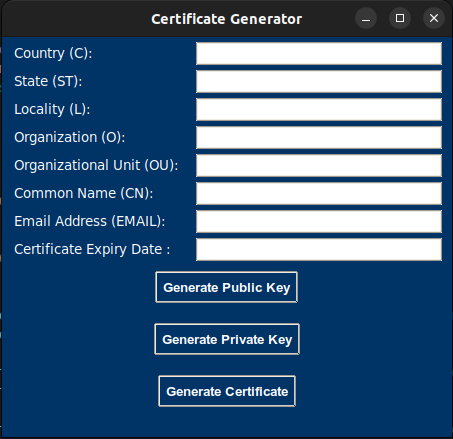 Certificate Generator
Country (C):
State (ST):
Locality (L):
Organization (O):
Organizational Unit (OU):
Common Name (CN):
Email Address (EMAIL):
Certificate Expiry Date :
Generate Public Key
Generate Private Key
Generate Certificate